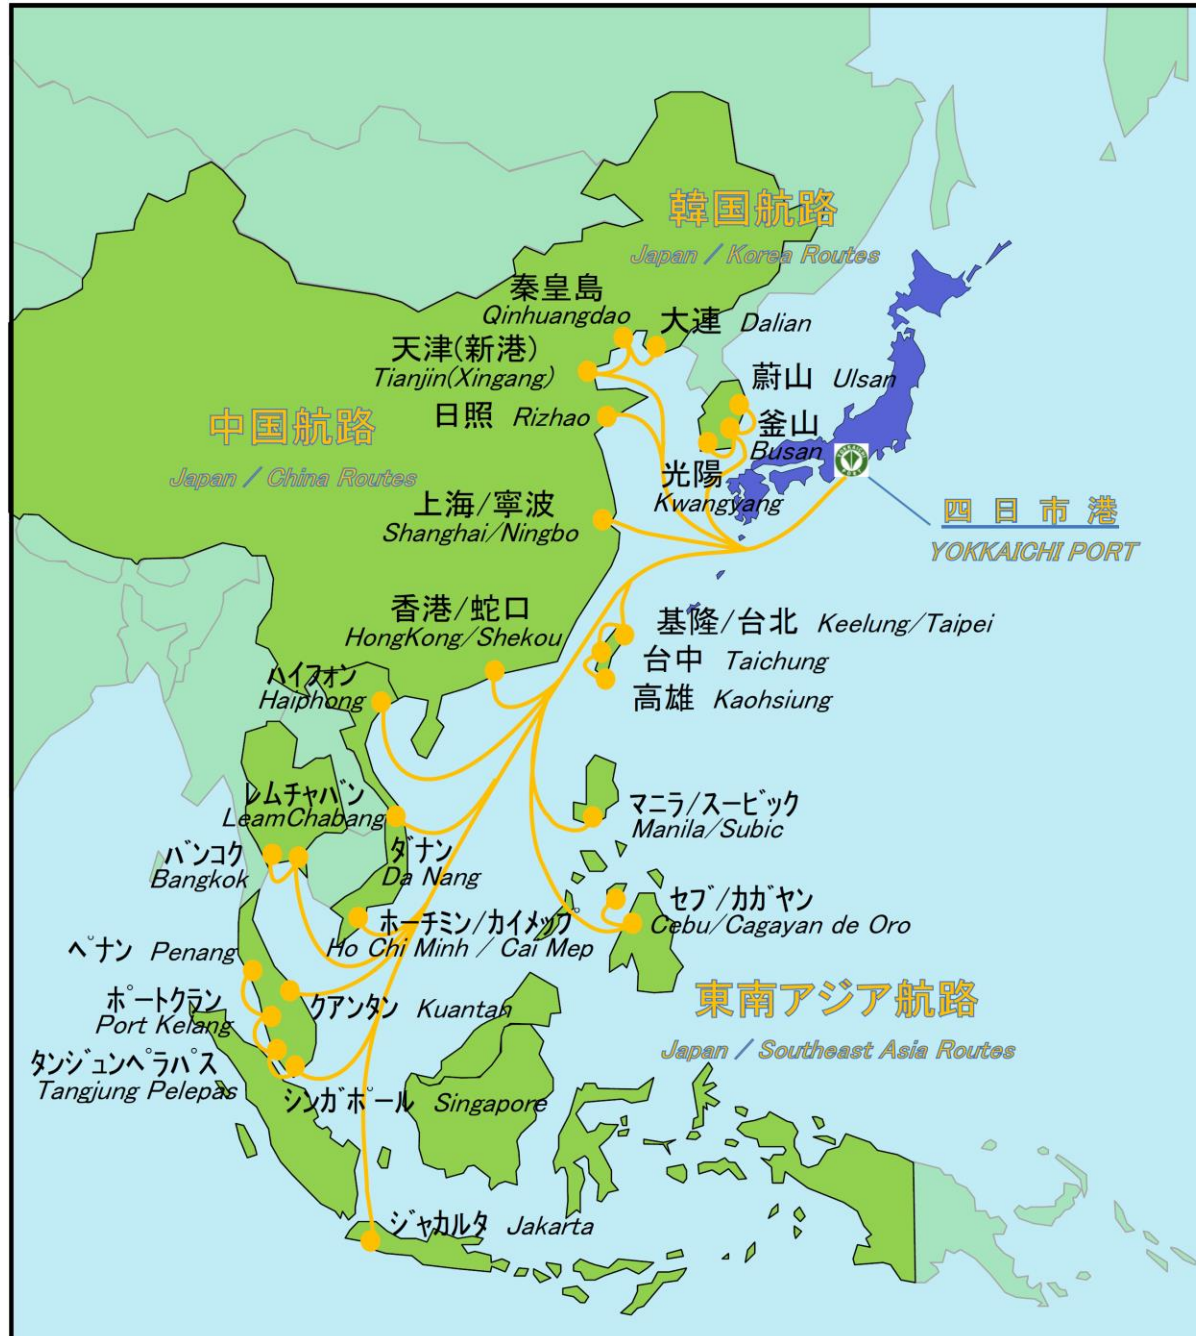 韓国航路
Japan / Korea Routes
秦皇島
Qinhuangdao
大連 Dalian
天津(新港)
Tianjin(Xingang)
蔚山 Ulsan
日照 Rizhao
釜山
Busan
中国航路
Japan / China Routes
光陽
Kwangyang
上海/寧波
Shanghai/Ningbo
四日市港
YOKKAICHI PORT
香港/蛇口
HongKong/Shekou
基隆/台北 Keelung/Taipei
台中 Taichung
高雄 Kaohsiung
ハイフォン
Haiphong
レムチャバン
LeamChabang
マニラ/スービック
Manila/Subic
バンコク
Bangkok
ダナン
Da Nang
セブ/カガヤン
Cebu/Cagayan de Oro
ホーチミン/カイメップ
Ho Chi Minh / Cai Mep
ペナン Penang
ポートクラン
Port Kelang
クアンタン Kuantan
東南アジア航路
Japan / Southeast Asia Routes
タンジュンペラパス
Tangjung Pelepas
シンガポール Singapore
ジャカルタ Jakarta